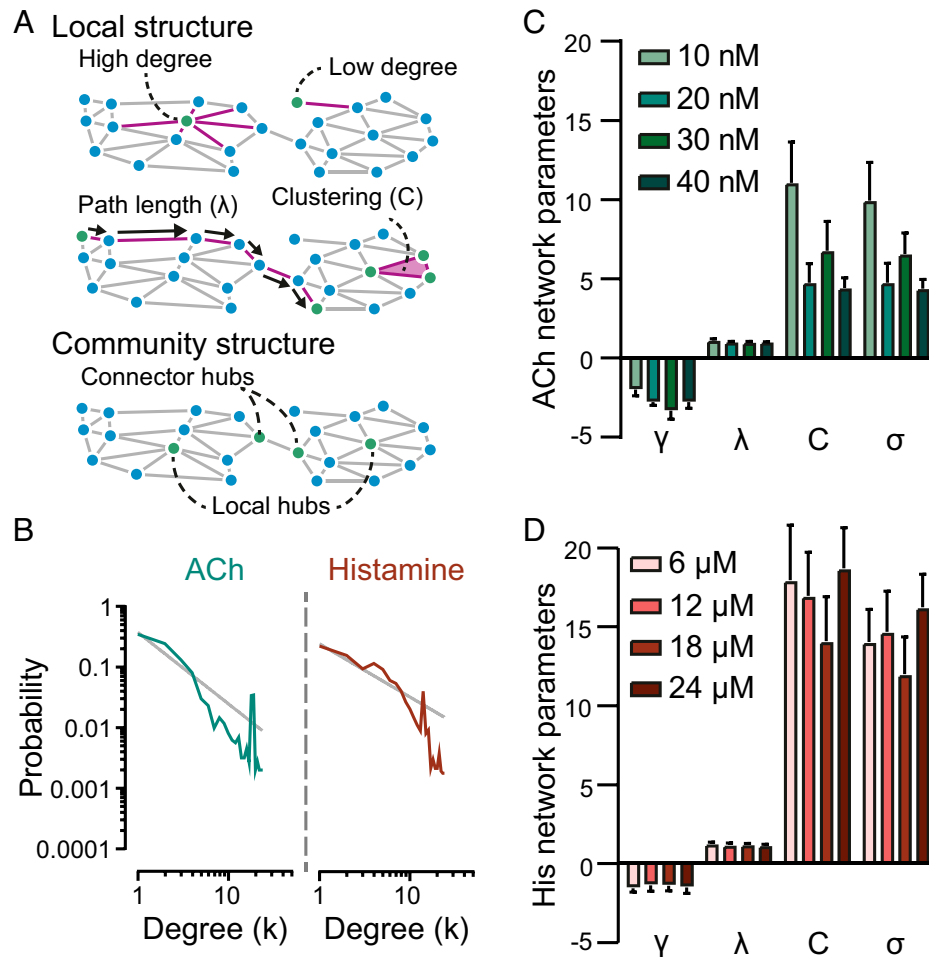 A
Local structure
High degree
Low degree
Path length (λ)
Clustering (C)
Community structure
Connector hubs
Local hubs
B
ACh
Histamine
Probability
1
0.1
0.01
0.001
0.0001
1
10
1
10
Degree (k)
Degree (k)
C
ACh network parameters
20
15
10
5
0
-5
10 nM
20 nM
30 nM
40 nM
γ
λ
C
σ
D
His network parameters
20
15
10
5
0
-5
6 µM
12 µM
18 µM
24 µM
γ
λ
C
σ